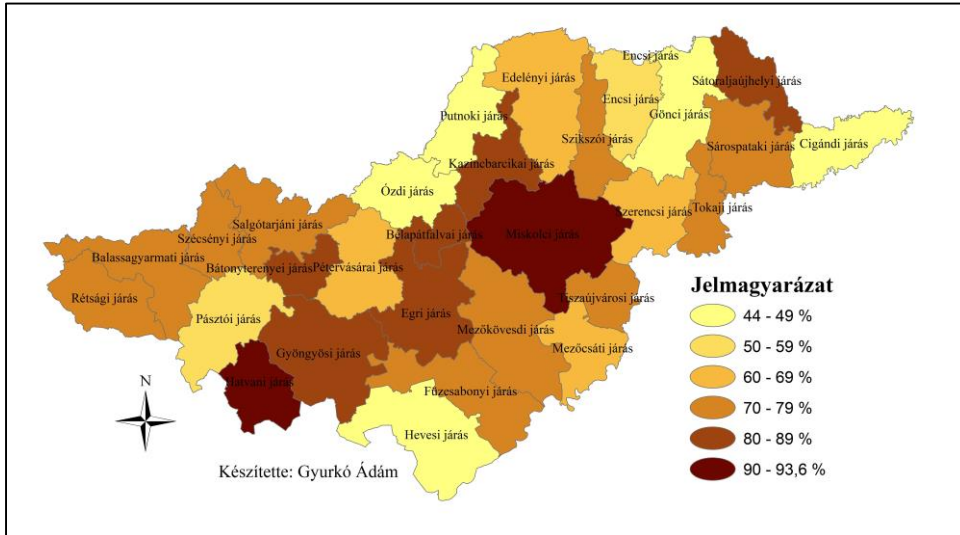 Encsi járás
Edelényi járás
Sátoraljaújhelyi járás
Encsi járás
Gönci járás
Putnoki járás
Szikszói járás
Sárospataki járás
Cigándi járás
Kazincbarcikai járás
Ózdi járás
Szerencsi járás
Tokaji járás
Salgótarjáni járás
Szécsényi járás
Bélapátfalvai járás
Miskolci járás
Balassagyarmati járás
Bátonyterenyei járás
Pétervásárai járás
Rétsági járás
Tiszaújvárosi járás
Pásztói járás
Egri járás
Mezőkövesdi járás
Mezőcsáti járás
Gyöngyösi járás
Hatvani járás
Füzesabonyi járás
Hevesi járás
Jelmagyarázat
44 - 49 %
50 - 59 %
60 - 69 %
70 - 79 %
80 - 89 %
90 - 93,6 %
N
Készítette: Gyurkó Ádám